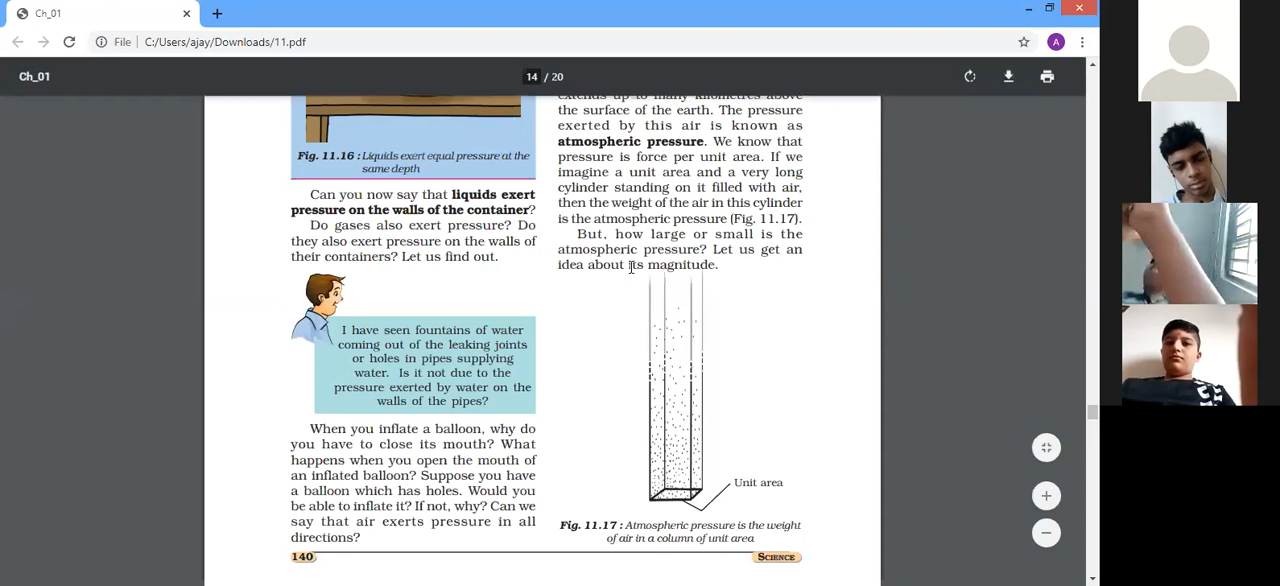 Ch_01
File
C:/Users/ajay/Downloads/11.pdf
A
Ch_01
14 / 20
Fig. 11.16 : Liquids exert equal pressure at the
same depth
Can you now say that liquids exert
pressure on the walls of the container?
Do gases also exert pressure? Do
they also exert pressure on the walls of
their containers? Let us find out.
I have seen fountains of water
coming out of the leaking joints
or holes in pipes supplying
water. Is it not due to the
pressure exerted by water on the
walls of the pipes?
When you inflate a balloon, why do
you have to close its mouth? What
happens when you open the mouth of
an inflated balloon? Suppose you have
a balloon which has holes. Would you
be able to inflate it? If not, why? Can we
say that air exerts pressure in all
directions?
140
extends up to many kilometres above
the surface of the earth. The pressure
exerted by this air is known as
atmospheric pressure. We know that
pressure is force per unit area. If we
imagine a unit area and a very long
cylinder standing on it filled with air,
then the weight of the air in this cylinder
is the atmospheric pressure (Fig. 11.17).
But, how large or small is the
atmospheric pressure? Let us get an
idea about its magnitude.
Unit area
Fig. 11.17 : Atmospheric pressure is the weight
of air in a column of unit area
SCIENCE